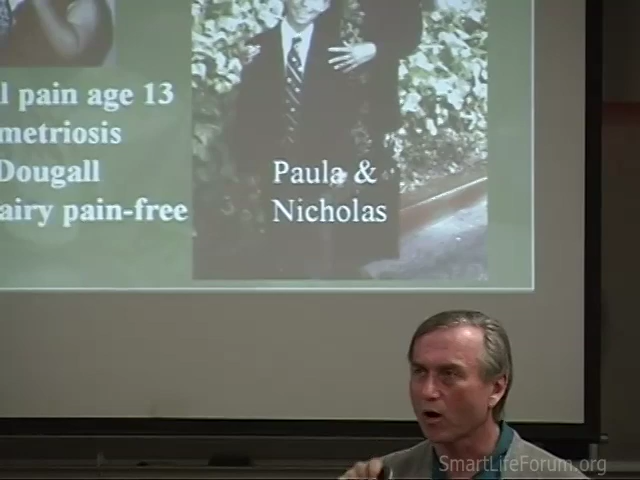 l pain age 13
metriosis
Dougall
airy pain-free
Paula &
Nicholas
SmartLifeForum.org